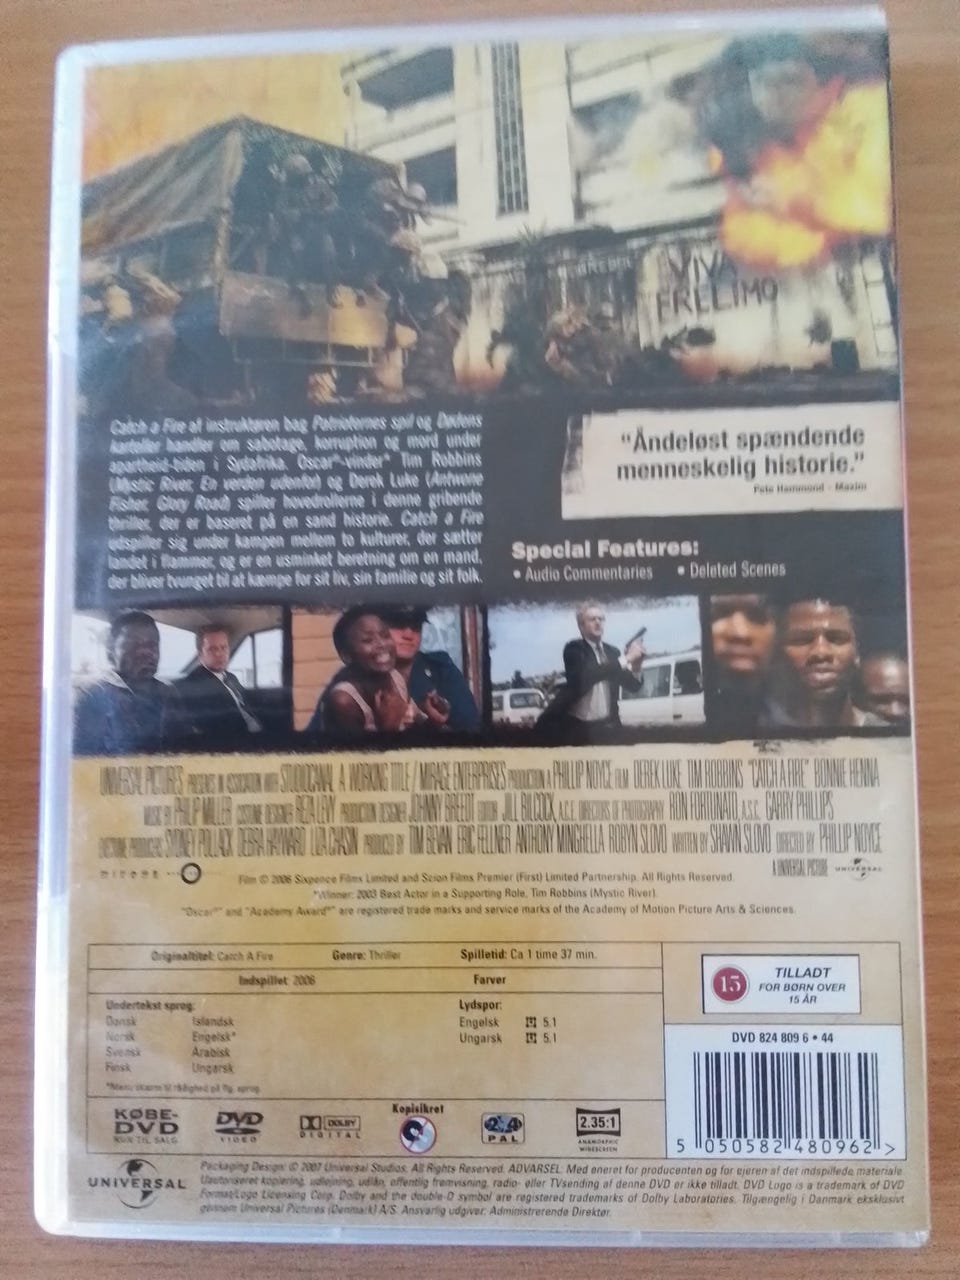 VIVA
FRELIMO
Catch a Fire af instruktøren bag Patrioternes spil og Dødens
karteller handler om sabotage, korruption og mord under
apartheid-tiden i Sydafrika. Oscar®-vinder* Tim Robbins
(Mystic River, En verden udenfor) og Derek Luke (Antwone
Fisher, Glory Road) spiller hovedrollerne i denne gribende
thriller, der er baseret på en sand historie. Catch a Fire
udspiller sig under kampen mellem to kulturer, der sætter
landet i flammer, og er en usminket beretning om en mand,
der bliver tvunget til at kæmpe for sit liv, sin familie og sit folk.
“Åndeløst spændende
menneskelig historie.”
Pete Hammond - Maxim
Special Features:
• Audio Commentaries • Deleted Scenes
UNIVERSAL PICTURES PRESENTS IN ASSOCIATION WITH STUDIOCANAL A WORKING TITLE / MIRAGE ENTERPRISES PRODUCTION A PHILLIP NOYCE FILM DEREK LUKE TIM ROBBINS "CATCH A FIRE" BONNIE HENNA
MUSIC BY PHILIP MILLER COSTUME DESIGNER REZA LEVY PRODUCTION DESIGNER JOHNNY BREEDT EDITOR JILL BILCOCK, A.C.E. DIRECTORS OF PHOTOGRAPHY RON FORTUNATO, A.S.C. GARRY PHILLIPS
EXECUTIVE PRODUCERS SYDNEY POLLACK DEBRA HAYWARD LIZA CHASIN PRODUCED BY TIM BEVAN ERIC FELLNER ANTHONY MINGHELLA ROBYN SLOVO WRITTEN BY SHAWN SLOVO DIRECTED BY PHILLIP NOYCE
mirage
A UNIVERSAL PICTURE UNIVERSAL
Film © 2006 Sixpence Films Limited and Scion Films Premier (First) Limited Partnership. All Rights Reserved.
*Winner: 2003 Best Actor in a Supporting Role, Tim Robbins (Mystic River).
"Oscar®" and "Academy Award®" are registered trade marks and service marks of the Academy of Motion Picture Arts & Sciences.
Originaltitel: Catch A Fire Genre: Thriller Spilletid: Ca 1 time 37 min.
Indspillet: 2006 Farver
Undertekst sprog:
Dansk Islandsk
Norsk Engelsk*
Svensk Arabisk
Finsk Ungarsk
*Menu skærm til rådighed på flg. sprog.
Lydspor:
Engelsk 5.1
Ungarsk 5.1
15
TILLADT
FOR BØRN OVER
15 ÅR
DVD 824 809 6 • 44
5 050582 480962 >
KØBE-
DVD
KUN TIL SALG
DVD
VIDEO
DOLBY
DIGITAL
Kopisikret
2 4
PAL
2.35:1
ANAMORPHIC
WIDESCREEN
UNIVERSAL
Packaging Design: © 2007 Universal Studios. All Rights Reserved. ADVARSEL: Med eneret for producenten og for ejeren af det indspillede materiale.
Uautoriseret kopiering, udlejning, udlån, offentlig fremvisning, radio- eller TVsending af denne DVD er ikke tilladt. DVD Logo is a trademark of DVD
Format/Logo Licensing Corp. Dolby and the double-D symbol are registered trademarks of Dolby Laboratories. Tilgængelig i Danmark eksklusivt
gennem Universal Pictures (Denmark) A/S. Ansvarlig udgiver: Administrerende Direktør.